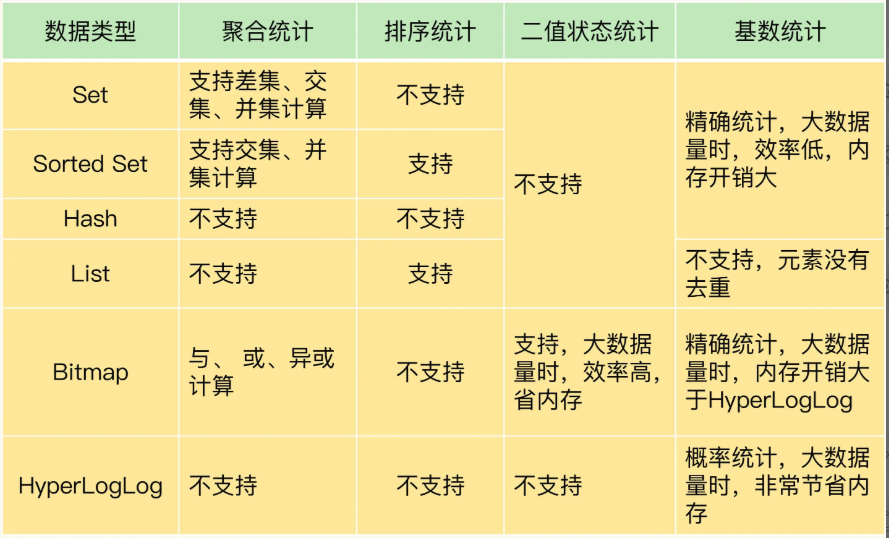 数据类型
聚合统计
排序统计
二值状态统计
基数统计
Set
支持差集、交
集、并集计算
不支持
不支持
精确统计，大数据
量时，效率低，内
存开销大
Sorted Set
支持交集、并
集计算
支持
Hash
不支持
不支持
List
不支持
支持
不支持，元素没有
去重
Bitmap
与、 或、异或
计算
不支持
支持，大数据
量时，效率高，
省内存
精确统计，大数据
量时，内存开销大
于HyperLogLog
HyperLogLog
不支持
不支持
不支持
概率统计，大数据
量时，非常节省内
存